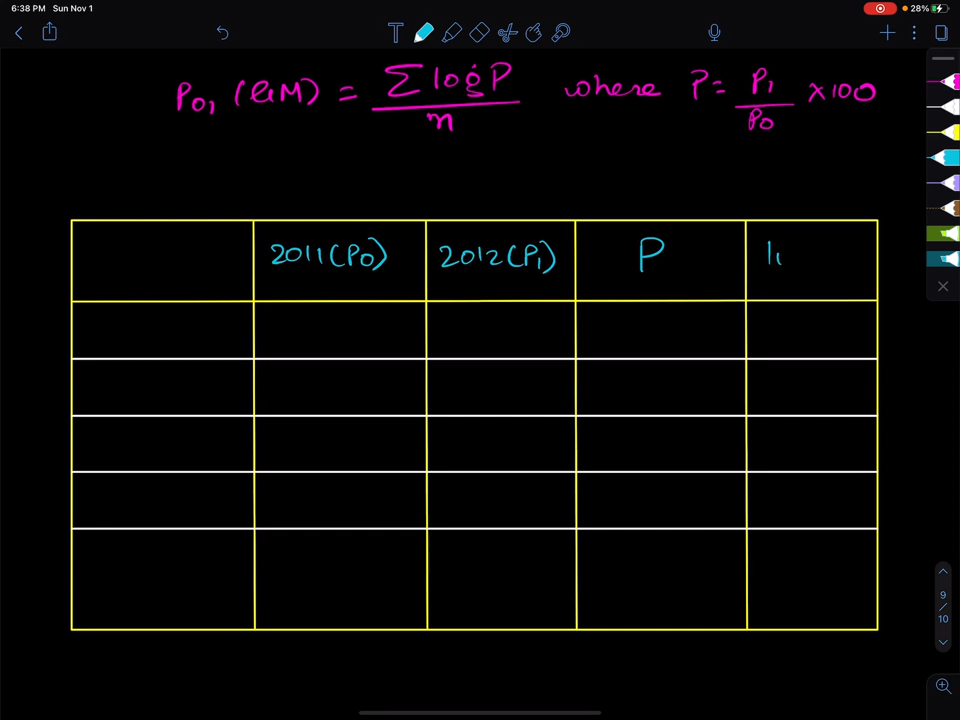 6:38 PM Sun Nov 1
28%
P01 (GM) = Σ log P / n where P = P1 / P0 × 100
2011 (P0) 2012 (P1) P
9
/
10